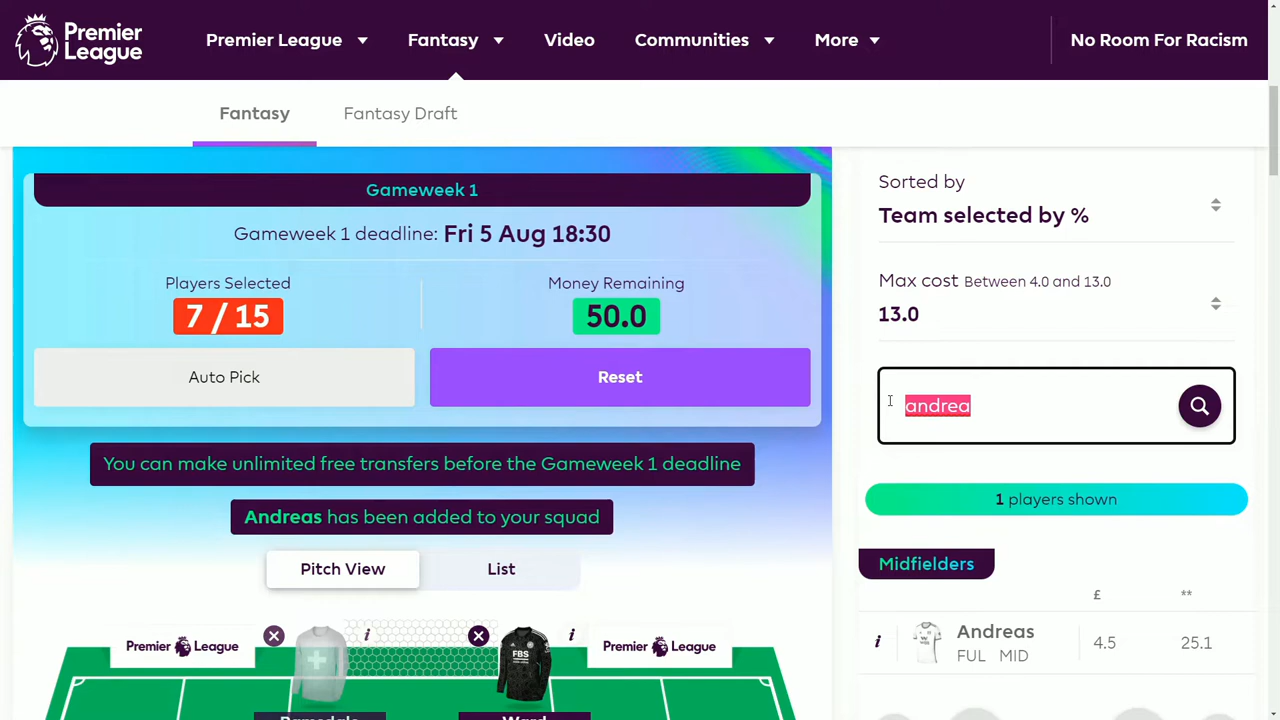 Premier League
Premier League
Fantasy
Video
Communities
More
No Room For Racism
Fantasy
Fantasy Draft
Gameweek 1
Gameweek 1 deadline: Fri 5 Aug 18:30
Players Selected
7 / 15
Money Remaining
50.0
Auto Pick
Reset
You can make unlimited free transfers before the Gameweek 1 deadline
Andreas has been added to your squad
Pitch View
List
Premier League
i
FBS
i
Premier League
Ramsdale
Ward
Sorted by
Team selected by %
Max cost Between 4.0 and 13.0
13.0
andrea
1 players shown
Midfielders
£
**
i
Andreas
4.5
25.1
FUL MID